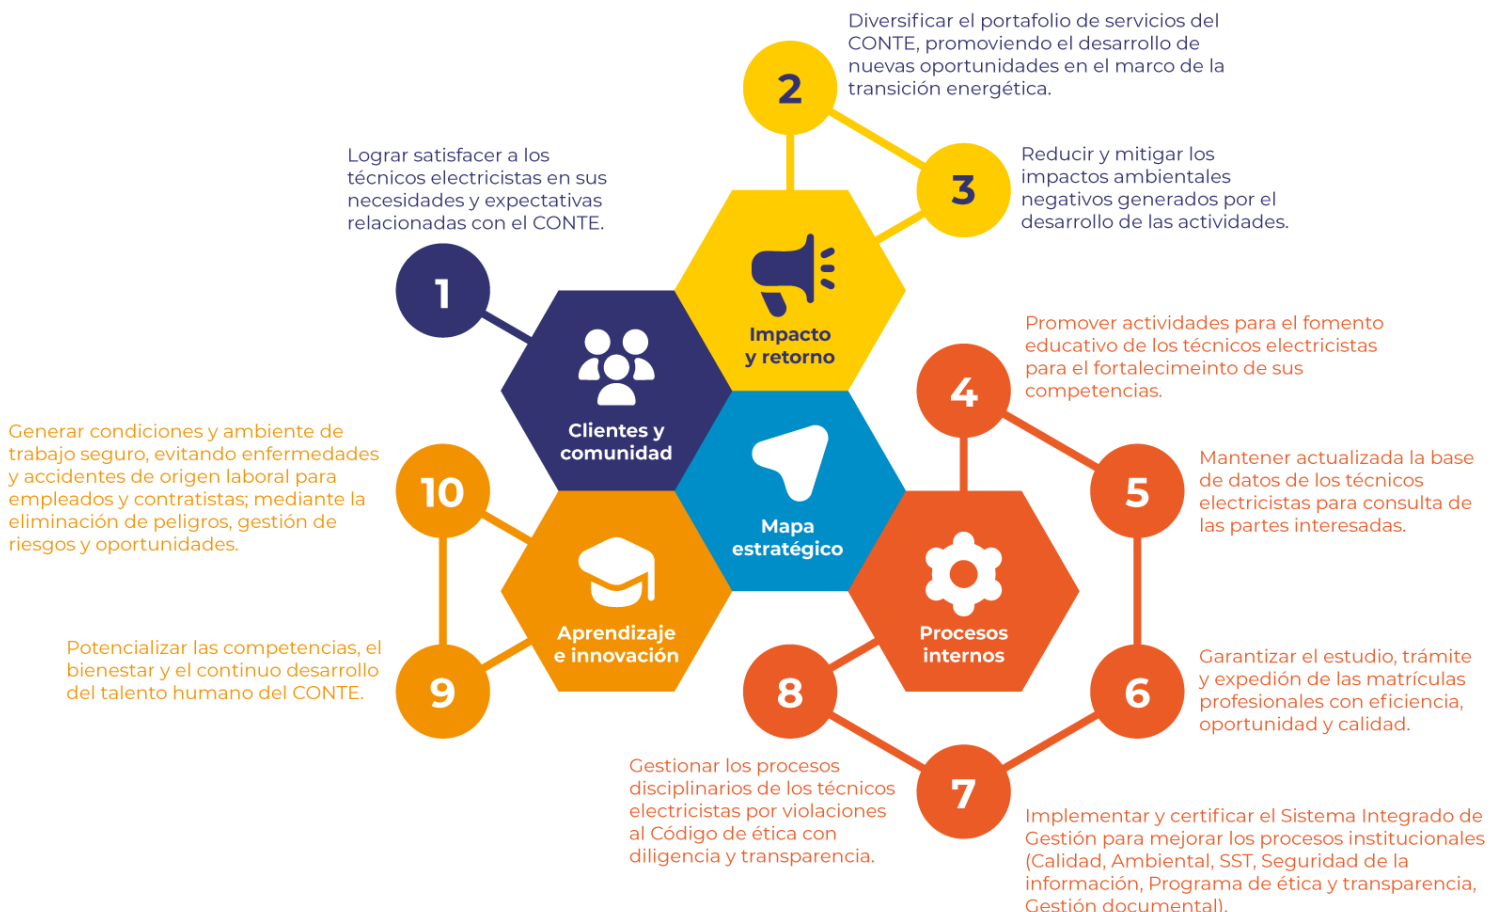 Diversificar el portafolio de servicios del
CONTE, promoviendo el desarrollo de
nuevas oportunidades en el marco de la
transición energética.
2
Lograr satisfacer a los
técnicos electricistas en sus
necesidades y expectativas
relacionadas con el CONTE.
1
Reducir y mitigar los
impactos ambientales
negativos generados por el
desarrollo de las actividades.
3
Impacto
y retorno
Clientes y
comunidad
Mapa
estratégico
Promover actividades para el fomento
educativo de los técnicos electricistas
para el fortalecimeinto de sus
competencias.
4
Mantener actualizada la base
de datos de los técnicos
electricistas para consulta de
las partes interesadas.
5
Generar condiciones y ambiente de
trabajo seguro, evitando enfermedades
y accidentes de origen laboral para
empleados y contratistas; mediante la
eliminación de peligros, gestión de
riesgos y oportunidades.
10
Aprendizaje
e innovación
Procesos
internos
Potencializar las competencias, el
bienestar y el continuo desarrollo
del talento humano del CONTE.
9
8
Garantizar el estudio, trámite
y expedición de las matrículas
profesionales con eficiencia,
oportunidad y calidad.
6
Gestionar los procesos
disciplinarios de los técnicos
electricistas por violaciones
al Código de ética con
diligencia y transparencia.
7
Implementar y certificar el Sistema Integrado de
Gestión para mejorar los procesos institucionales
(Calidad, Ambiental, SST, Seguridad de la
información, Programa de ética y transparencia,
Gestión documental).